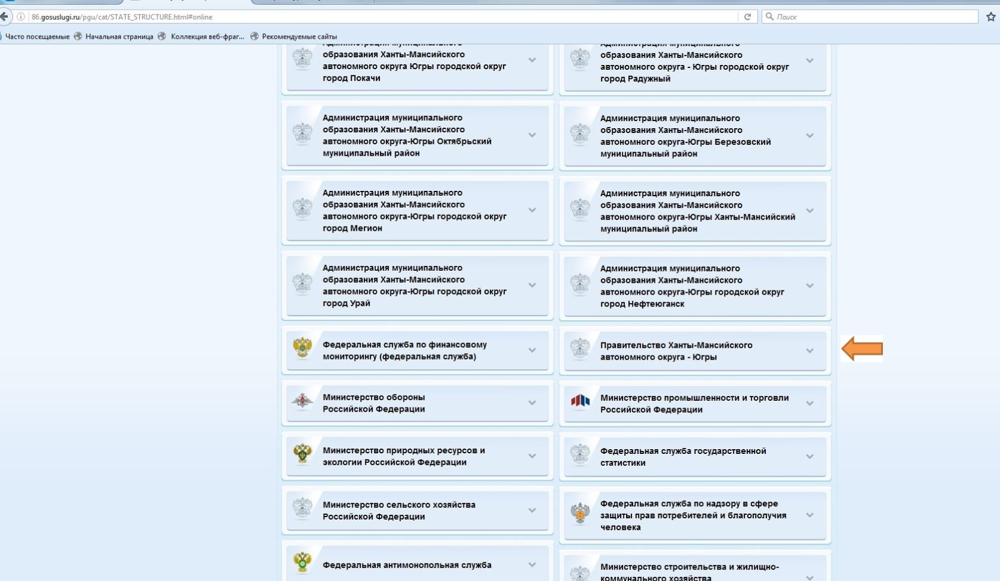 86.gosuslugi.ru/pgu/cat/STATE_STRUCTURE.html#online
Поиск
Часто посещаемые
Начальная страница
Коллекция веб-фраг...
Рекомендуемые сайты
Администрация муниципального
образования Ханты-Мансийского
автономного округа Югры городской округ
город Покачи
Администрация муниципального
образования Ханты-Мансийского
автономного округа - Югры городской округ
город Радужный
Администрация муниципального
образования Ханты-Мансийского
автономного округа-Югры Октябрьский
муниципальный район
Администрация муниципального
образования Ханты-Мансийского
автономного округа-Югры Березовский
муниципальный район
Администрация муниципального
образования Ханты-Мансийского
автономного округа-Югры городской округ
город Мегион
Администрация муниципального
образования Ханты-Мансийского
автономного округа-Югры Ханты-Мансийский
муниципальный район
Администрация муниципального
образования Ханты-Мансийского
автономного округа-Югры городской округ
город Урай
Администрация муниципального
образования Ханты-Мансийского
автономного округа-Югры городской округ
город Нефтеюганск
Федеральная служба по финансовому
мониторингу (федеральная служба)
Правительство Ханты-Мансийского
автономного округа - Югры
Министерство обороны
Российской Федерации
Министерство промышленности и торговли
Российской Федерации
Министерство природных ресурсов и
экологии Российской Федерации
Федеральная служба государственной
статистики
Министерство сельского хозяйства
Российской Федерации
Федеральная служба по надзору в сфере
защиты прав потребителей и благополучия
человека
Федеральная антимонопольная служба
Министерство строительства и жилищно-
коммунального хозяйства